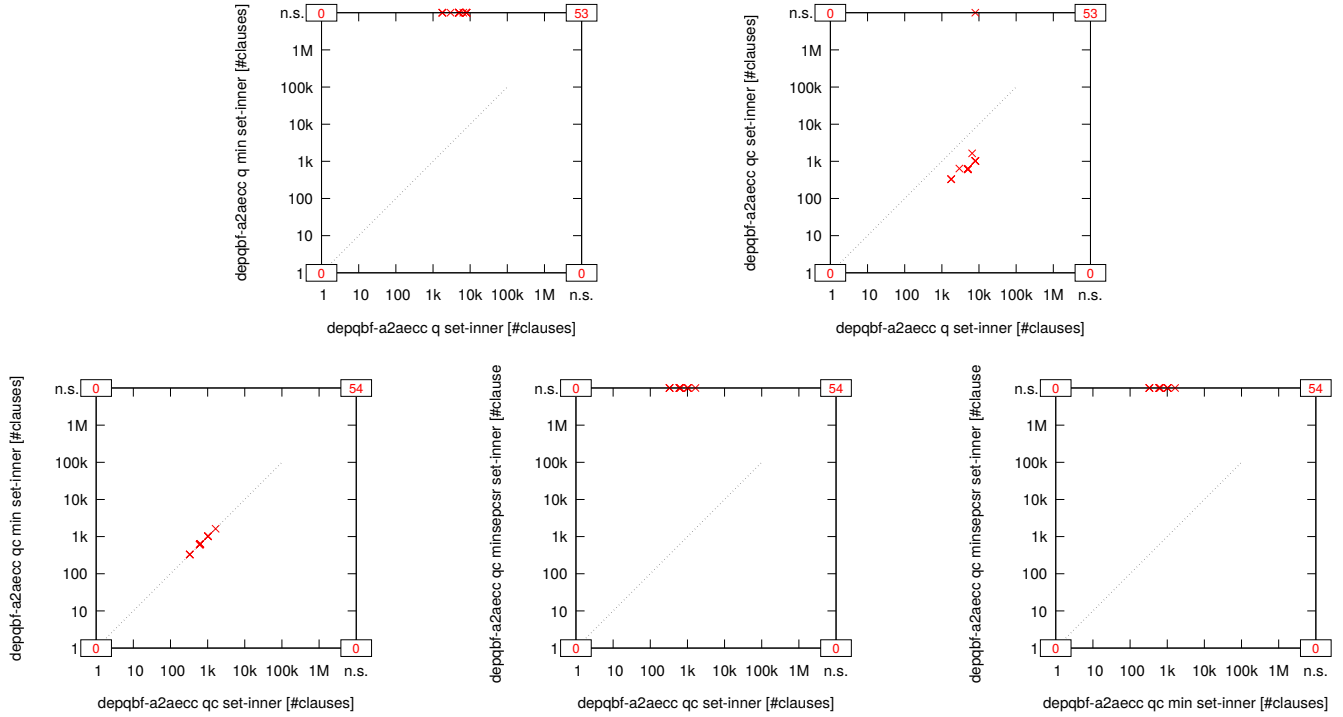 depqbf-a2aecc q min set-inner [#clauses]
n.s.
1M
100k
10k
1k
100
10
1
0
53
0
0
1 10 100 1k 10k 100k 1M n.s.
depqbf-a2aecc q set-inner [#clauses]
depqbf-a2aecc qc set-inner [#clauses]
n.s.
1M
100k
10k
1k
100
10
1
0
53
0
0
1 10 100 1k 10k 100k 1M n.s.
depqbf-a2aecc q set-inner [#clauses]
depqbf-a2aecc qc min set-inner [#clauses]
n.s.
1M
100k
10k
1k
100
10
1
0
54
0
0
1 10 100 1k 10k 100k 1M n.s.
depqbf-a2aecc qc set-inner [#clauses]
depqbf-a2aecc qc minsepcsr set-inner [#clause
n.s.
1M
100k
10k
1k
100
10
1
0
54
0
0
1 10 100 1k 10k 100k 1M n.s.
depqbf-a2aecc qc set-inner [#clauses]
depqbf-a2aecc qc minsepcsr set-inner [#clause
n.s.
1M
100k
10k
1k
100
10
1
0
54
0
0
1 10 100 1k 10k 100k 1M n.s.
depqbf-a2aecc qc min set-inner [#clauses]